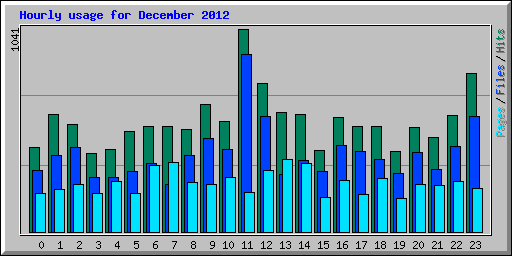 Hourly usage for December 2012
1041
Pages / Files / Hits
0 1 2 3 4 5 6 7 8 9 10 11 12 13 14 15 16 17 18 19 20 21 22 23